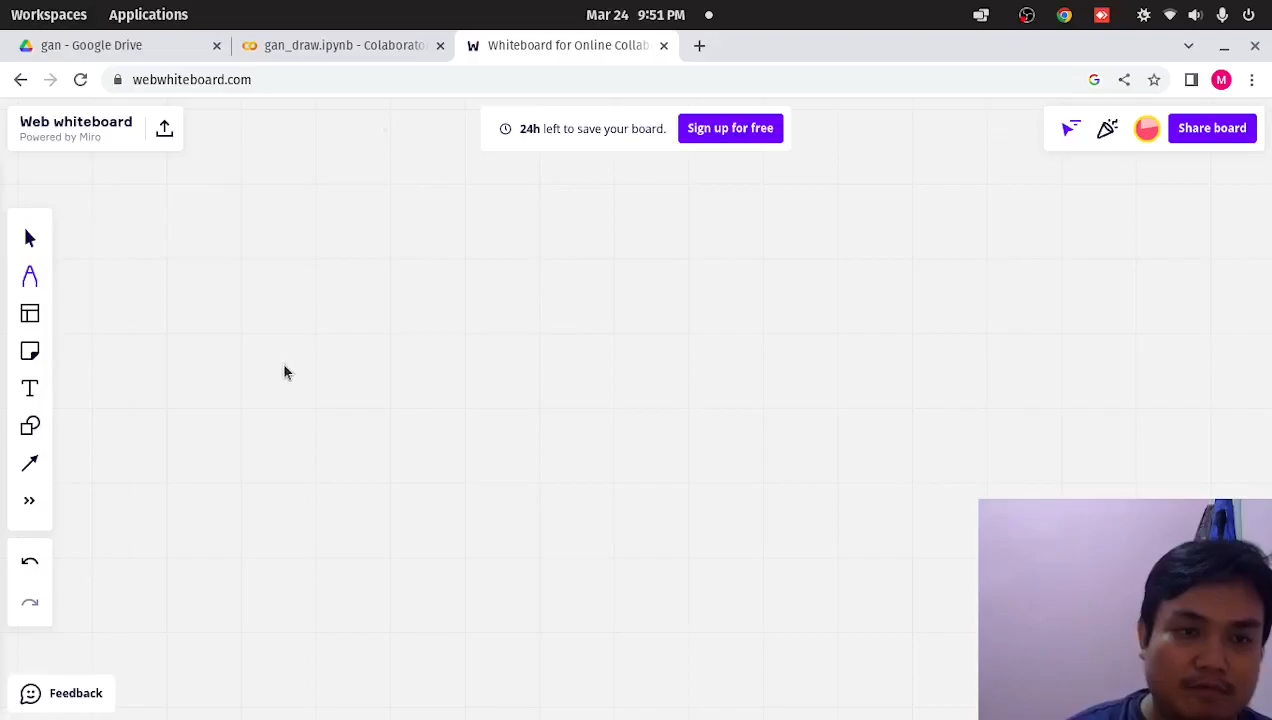 Workspaces Applications Mar 24 9:51 PM
gan - Google Drive gan_draw.ipynb - Colaborato Whiteboard for Online Collab
webwhiteboard.com G M
Web whiteboard
Powered by Miro
24h left to save your board. Sign up for free
Share board
T
Feedback